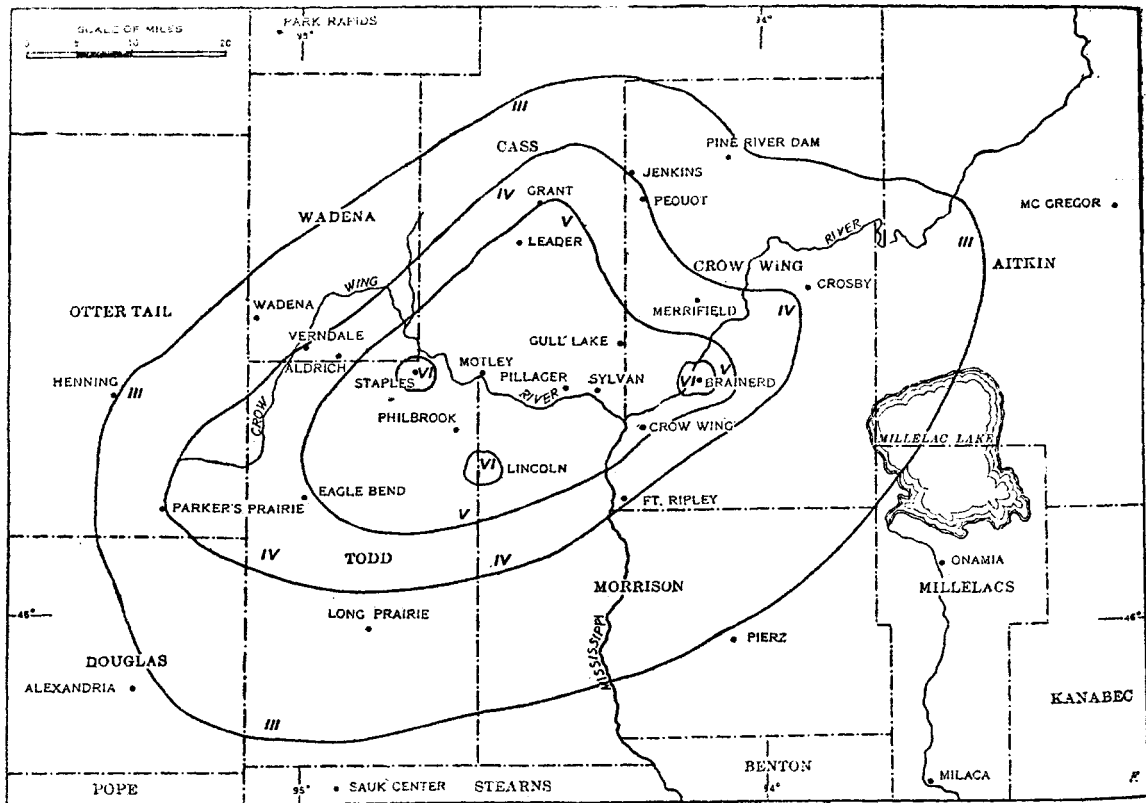 SCALE OF MILES
0 5 10 20
PARK RAPIDS
95°
94°
III
CASS
PINE RIVER DAM
JENKINS
IV
GRANT
PEQUOT
MC GREGOR
WADENA
V
LEADER
RIVER
III
CROW WING
AITKIN
WING
CROSBY
OTTER TAIL
WADENA
MERRIFIELD
IV
VERNDALE
GULL LAKE
ALDRICH
MOTLEY
V
HENNING
III
STAPLES
VI
PILLAGER
SYLVAN
VI
BRAINERD
RIVER
CROW
PHILBROOK
CROW WING
MILLELAC LAKE
VI
LINCOLN
EAGLE BEND
FT. RIPLEY
PARKER'S PRAIRIE
V
IV
TODD
IV
ONAMIA
MORRISON
MILLELACS
46°
LONG PRAIRIE
46°
MISSISSIPPI
PIERZ
DOUGLAS
ALEXANDRIA
KANABEC
III
BENTON
POPE
95°
SAUK CENTER
STEARNS
94°
MILACA
F.